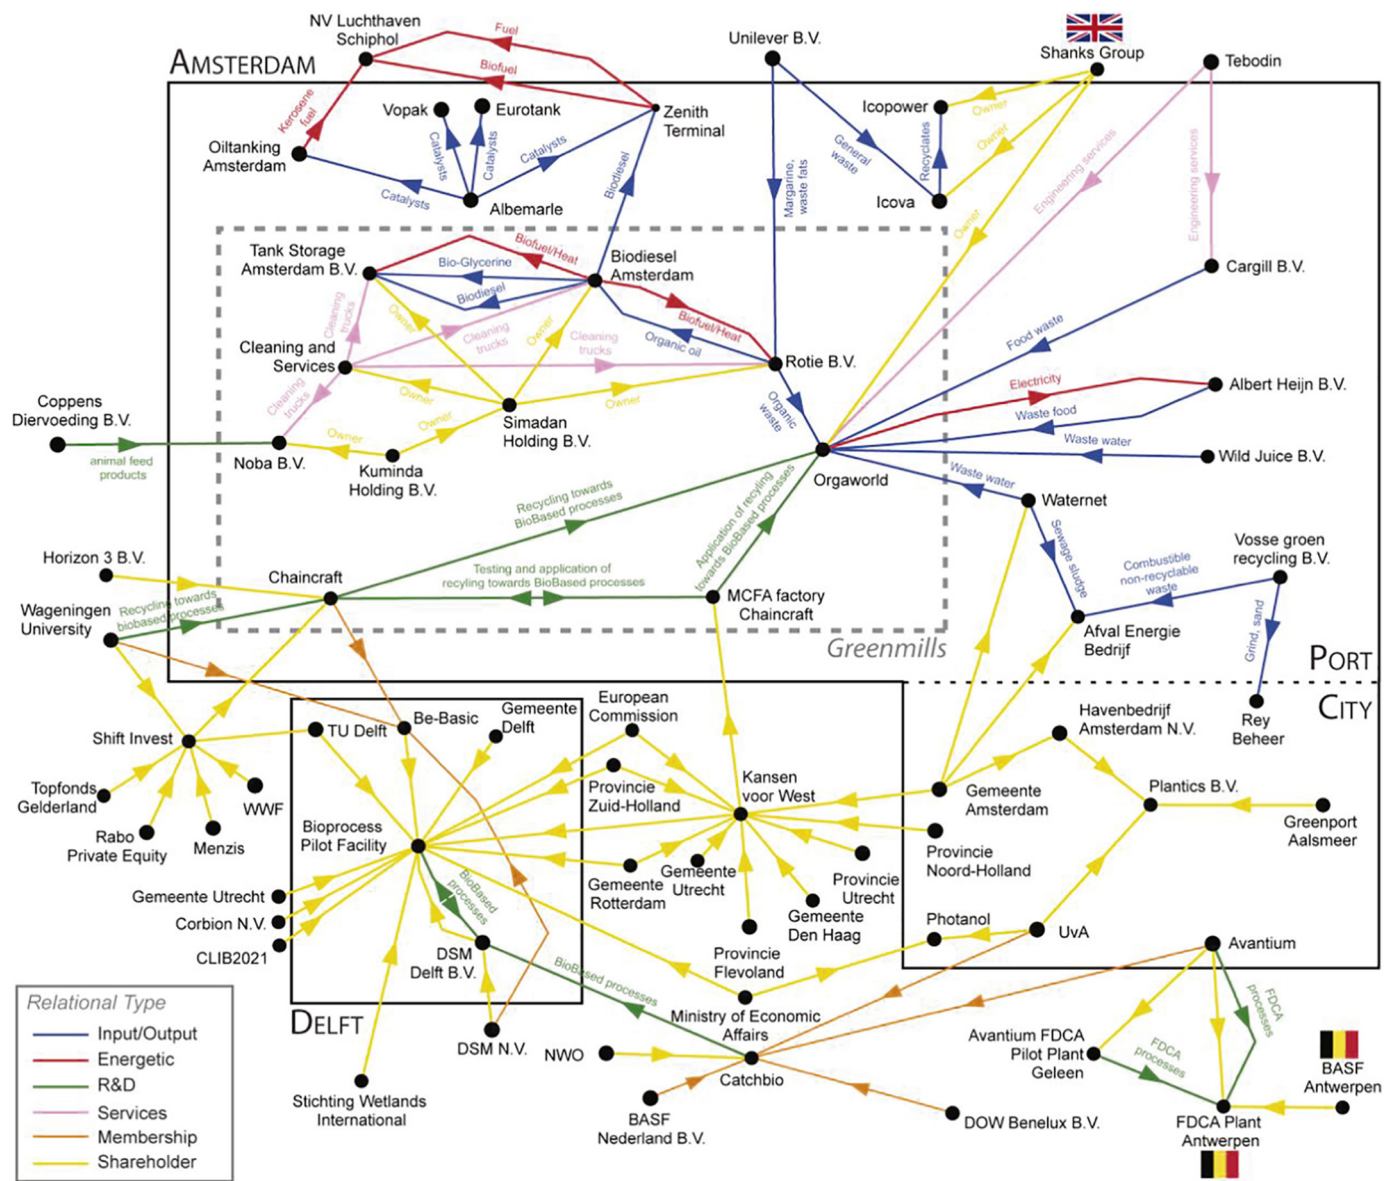 NV Luchthaven
Schiphol
Fuel
Unilever B.V.
Shanks Group
Tebodin
AMSTERDAM
Biofuel
Kerosene
fuel
Vopak
Eurotank
Zenith
Terminal
Icopower
Owner
Owner
Oiltanking
Amsterdam
Catalysts
Catalysts
Catalysts
Catalysts
Albemarle
Biodiesel
Margarine,
waste fats
General
waste
Recyclates
Icova
Engineering services
Engineering services
Owner
Tank Storage
Amsterdam B.V.
Biofuel/Heat
Bio-Glycerine
Biodiesel
Biodiesel
Amsterdam
Cargill B.V.
Cleaning
trucks
Owner
Cleaning
trucks
Owner
Cleaning
trucks
Organic oil
Biofuel/Heat
Food waste
Cleaning and
Services
Rotie B.V.
Electricity
Albert Heijn B.V.
Cleaning
trucks
Owner
Owner
Owner
Simadan
Holding B.V.
Organic
waste
Waste food
Coppens
Diervoeding B.V.
Owner
Waste water
Wild Juice B.V.
animal feed
products
Noba B.V.
Kuminda
Holding B.V.
Orgaworld
Waste water
Waternet
Recycling towards
BioBased processes
Application of recyling
towards BioBased processes
Sewage sludge
Vosse groen
recycling B.V.
Horizon 3 B.V.
Chaincraft
Testing and application of
recyling towards BioBased processes
Combustible
non-recyclable
waste
Wageningen
University
Recycling towards
biobased processes
MCFA factory
Chaincraft
Afval Energie
Bedrijf
Grind, sand
Greenmills
PORT
CITY
Rey
Beheer
Shift Invest
TU Delft
Be-Basic
Gemeente
Delft
European
Commission
Havenbedrijf
Amsterdam N.V.
Topfonds
Gelderland
WWF
Provincie
Zuid-Holland
Kansen
voor West
Gemeente
Amsterdam
Plantics B.V.
Rabo
Private Equity
Menzis
Bioprocess
Pilot Facility
Greenport
Aalsmeer
Gemeente Utrecht
BioBased
processes
Gemeente
Rotterdam
Gemeente
Utrecht
Provincie
Utrecht
Provincie
Noord-Holland
Corbion N.V.
Gemeente
Den Haag
Photanol
UvA
CLIB2021
DSM
Delft B.V.
BioBased processes
Provincie
Flevoland
Avantium
Relational Type
Input/Output
Energetic
R&D
Services
Membership
Shareholder
DELFT
DSM N.V.
Ministry of Economic
Affairs
FDCA
processes
NWO
Catchbio
Avantium FDCA
Pilot Plant
Geleen
FDCA
processes
BASF
Antwerpen
Stichting Wetlands
International
BASF
Nederland B.V.
DOW Benelux B.V.
FDCA Plant
Antwerpen